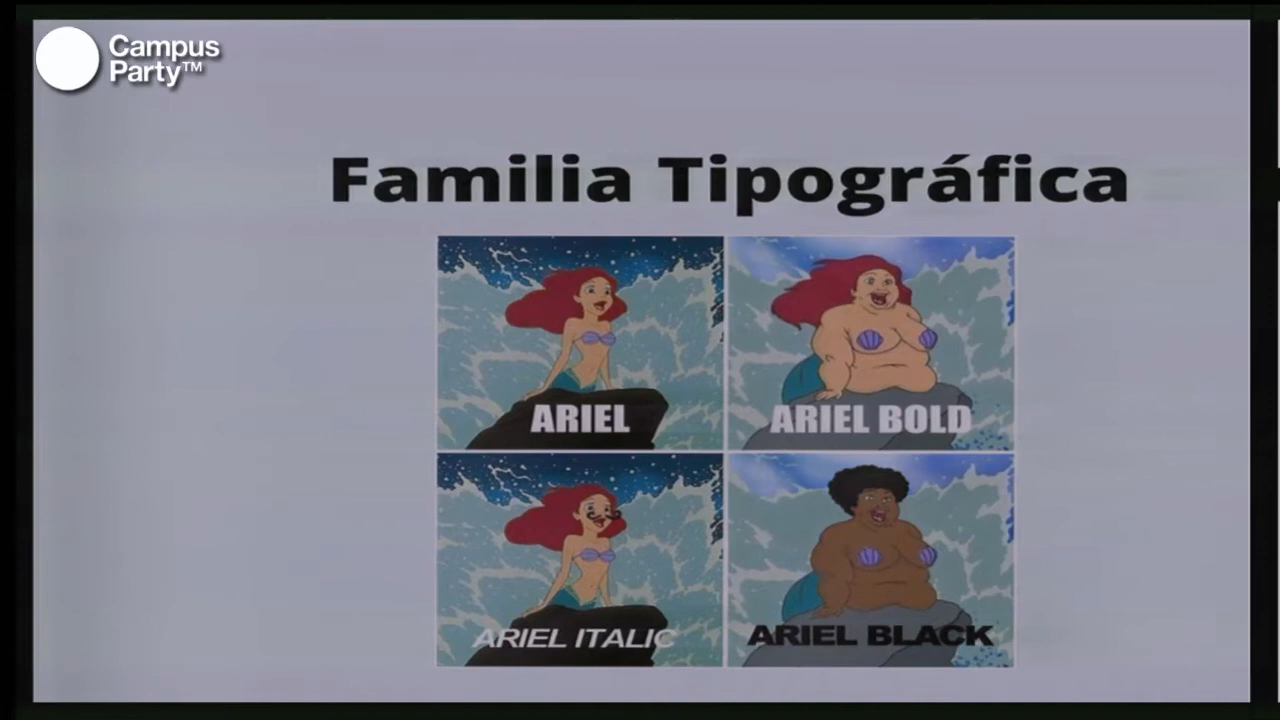 Campus
Party™
Familia Tipográfica
ARIEL
ARIEL BOLD
ARIEL ITALIC
ARIEL BLACK